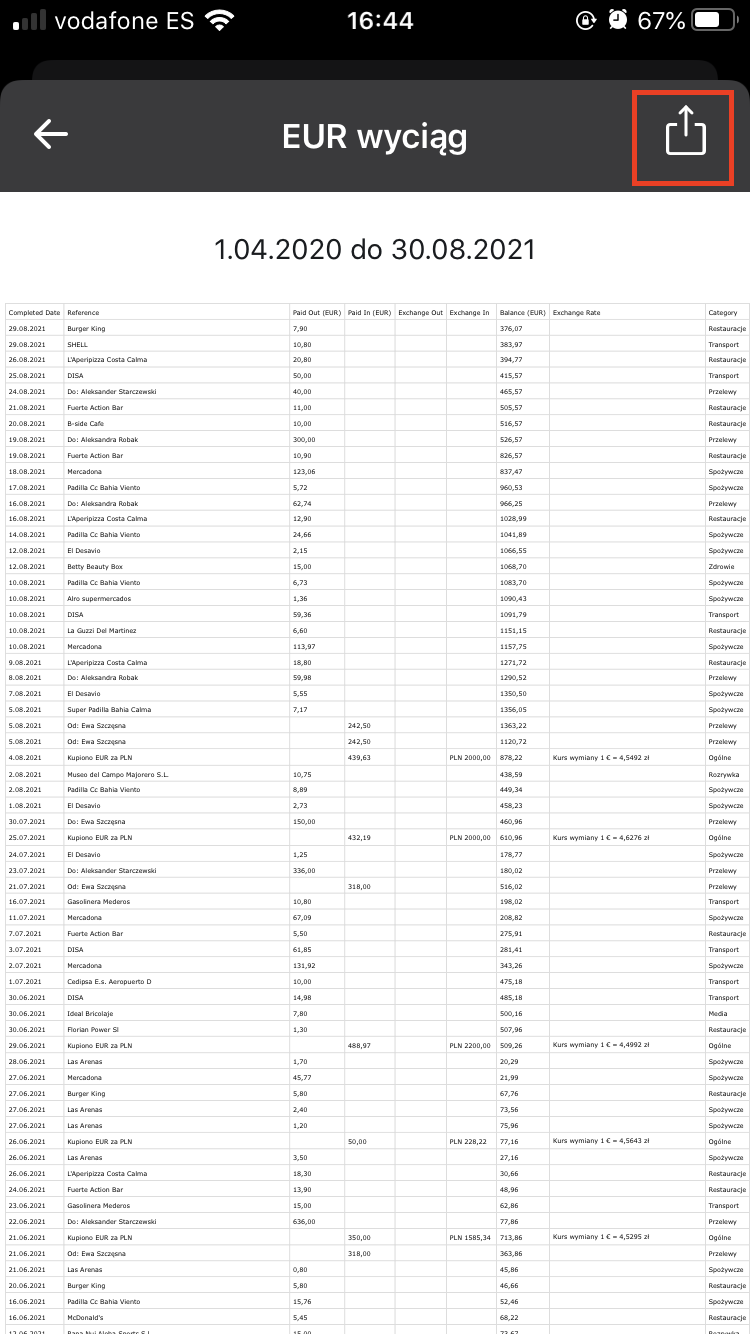 vodafone ES 16:44 67%
EUR wyciąg
1.04.2020 do 30.08.2021
Completed Date Reference Paid Out (EUR) Paid In (EUR) Exchange Out Exchange In Balance (EUR) Exchange Rate Category
29.08.2021 Burger King 7,90 376,07 Restauracje
29.08.2021 SHELL 10,80 383,97 Transport
26.08.2021 L'Aperipizza Costa Calma 20,80 394,77 Restauracje
25.08.2021 DISA 50,00 415,57 Transport
24.08.2021 Do: Aleksander Starczewski 40,00 465,57 Przelewy
21.08.2021 Fuerte Action Bar 11,00 505,57 Restauracje
20.08.2021 B-side Cafe 10,00 516,57 Restauracje
19.08.2021 Do: Aleksandra Robak 300,00 526,57 Przelewy
19.08.2021 Fuerte Action Bar 10,90 826,57 Restauracje
18.08.2021 Mercadona 123,06 837,47 Spożywcze
17.08.2021 Padilla Cc Bahia Viento 5,72 960,53 Spożywcze
16.08.2021 Do: Aleksandra Robak 62,74 966,25 Przelewy
16.08.2021 L'Aperipizza Costa Calma 12,90 1028,99 Restauracje
14.08.2021 Padilla Cc Bahia Viento 24,66 1041,89 Spożywcze
12.08.2021 El Desavio 2,15 1066,55 Spożywcze
12.08.2021 Betty Beauty Box 15,00 1068,70 Zdrowie
10.08.2021 Padilla Cc Bahia Viento 6,73 1083,70 Spożywcze
10.08.2021 Alro supermercados 1,36 1090,43 Spożywcze
10.08.2021 DISA 59,36 1091,79 Transport
10.08.2021 La Guzzi Del Martinez 6,60 1151,15 Restauracje
10.08.2021 Mercadona 113,97 1157,75 Spożywcze
9.08.2021 L'Aperipizza Costa Calma 18,80 1271,72 Restauracje
8.08.2021 Do: Aleksandra Robak 59,98 1290,52 Przelewy
7.08.2021 El Desavio 5,55 1350,50 Spożywcze
5.08.2021 Super Padilla Bahia Calma 7,17 1356,05 Spożywcze
5.08.2021 Od: Ewa Szczęsna 242,50 1363,22 Przelewy
5.08.2021 Od: Ewa Szczęsna 242,50 1120,72 Przelewy
4.08.2021 Kupiono EUR za PLN 439,63 PLN 2000,00 878,22 Kurs wymiany 1 € = 4,5492 zł Ogólne
2.08.2021 Museo del Campo Majorero S.L. 10,75 438,59 Rozrywka
2.08.2021 Padilla Cc Bahia Viento 8,89 449,34 Spożywcze
1.08.2021 El Desavio 2,73 458,23 Spożywcze
30.07.2021 Do: Ewa Szczęsna 150,00 460,96 Przelewy
25.07.2021 Kupiono EUR za PLN 432,19 PLN 2000,00 610,96 Kurs wymiany 1 € = 4,6276 zł Ogólne
24.07.2021 El Desavio 1,25 178,77 Spożywcze
23.07.2021 Do: Aleksander Starczewski 336,00 180,02 Przelewy
21.07.2021 Od: Ewa Szczęsna 318,00 516,02 Przelewy
16.07.2021 Gasolinera Mederos 10,80 198,02 Transport
11.07.2021 Mercadona 67,09 208,82 Spożywcze
7.07.2021 Fuerte Action Bar 5,50 275,91 Restauracje
3.07.2021 DISA 61,85 281,41 Transport
2.07.2021 Mercadona 131,92 343,26 Spożywcze
1.07.2021 Cedipsa E.s. Aeropuerto D 10,00 475,18 Transport
30.06.2021 DISA 14,98 485,18 Transport
30.06.2021 Ideal Bricolaje 7,80 500,16 Media
30.06.2021 Florian Power Sl 1,30 507,96 Restauracje
29.06.2021 Kupiono EUR za PLN 488,97 PLN 2200,00 509,26 Kurs wymiany 1 € = 4,4992 zł Ogólne
28.06.2021 Las Arenas 1,70 20,29 Spożywcze
27.06.2021 Mercadona 45,77 21,99 Spożywcze
27.06.2021 Burger King 5,80 67,76 Restauracje
27.06.2021 Las Arenas 2,40 73,56 Spożywcze
27.06.2021 Las Arenas 1,20 75,96 Spożywcze
26.06.2021 Kupiono EUR za PLN 50,00 PLN 228,22 77,16 Kurs wymiany 1 € = 4,5643 zł Ogólne
26.06.2021 Las Arenas 3,50 27,16 Spożywcze
26.06.2021 L'Aperipizza Costa Calma 18,30 30,66 Restauracje
24.06.2021 Fuerte Action Bar 13,90 48,96 Restauracje
23.06.2021 Gasolinera Mederos 15,00 62,86 Transport
22.06.2021 Do: Aleksander Starczewski 636,00 77,86 Przelewy
21.06.2021 Kupiono EUR za PLN 350,00 PLN 1585,34 713,86 Kurs wymiany 1 € = 4,5295 zł Ogólne
21.06.2021 Od: Ewa Szczęsna 318,00 363,86 Przelewy
21.06.2021 Las Arenas 0,80 45,86 Spożywcze
20.06.2021 Burger King 5,80 46,66 Restauracje
16.06.2021 Padilla Cc Bahia Viento 15,76 52,46 Spożywcze
16.06.2021 McDonald's 5,45 68,22 Restauracje